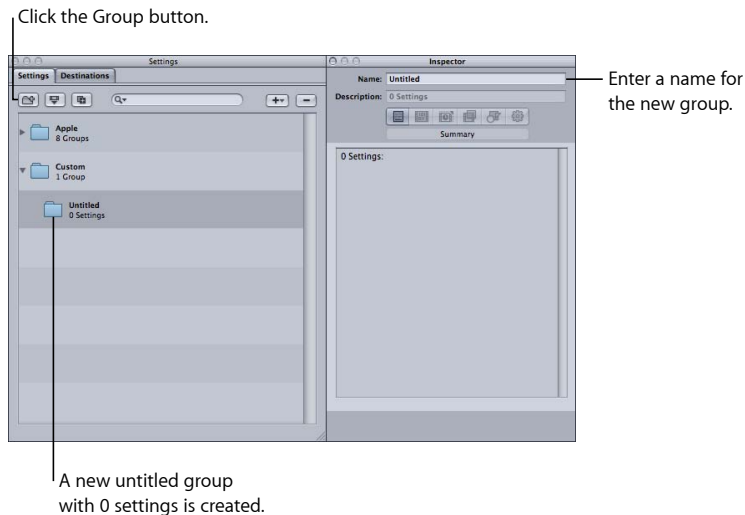 Click the Group button.
Settings
Inspector
Settings Destinations
Name: Untitled
Enter a name for
the new group.
Description: 0 Settings
Summary
Apple
8 Groups
0 Settings:
Custom
1 Group
Untitled
0 Settings
A new untitled group
with 0 settings is created.